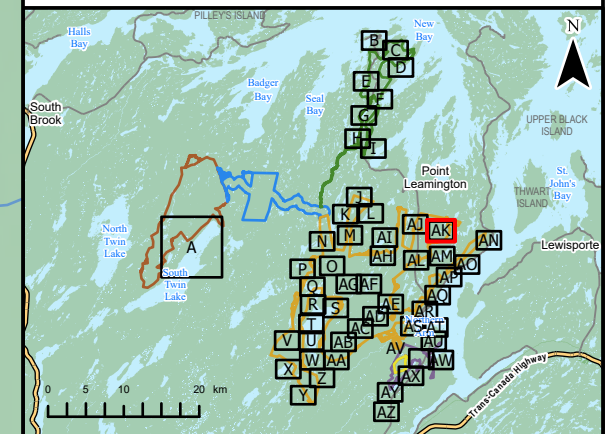 PILLEY'S ISLAND
Halls
Bay
New
Bay
N
B
C
D
Badger
Bay
E
Seal
Bay
F
South
Brook
G
UPPER BLACK
ISLAND
H
I
Point
Leamington
St.
John's
Bay
THWART
ISLAND
J
K
L
AJ
AK
North
Twin
Lake
A
N
M
AI
AN
Lewisporte
AH
AL
AM
AO
South
Twin
Lake
P
O
AP
Q
AG
AF
AQ
R
S
AE
AR
AD
T
AC
AS
AT
V
U
AB
AV
AU
W
AA
AW
X
Z
AX
Trans-Canada Highway
Y
AY
AZ
0 5 10 20 km